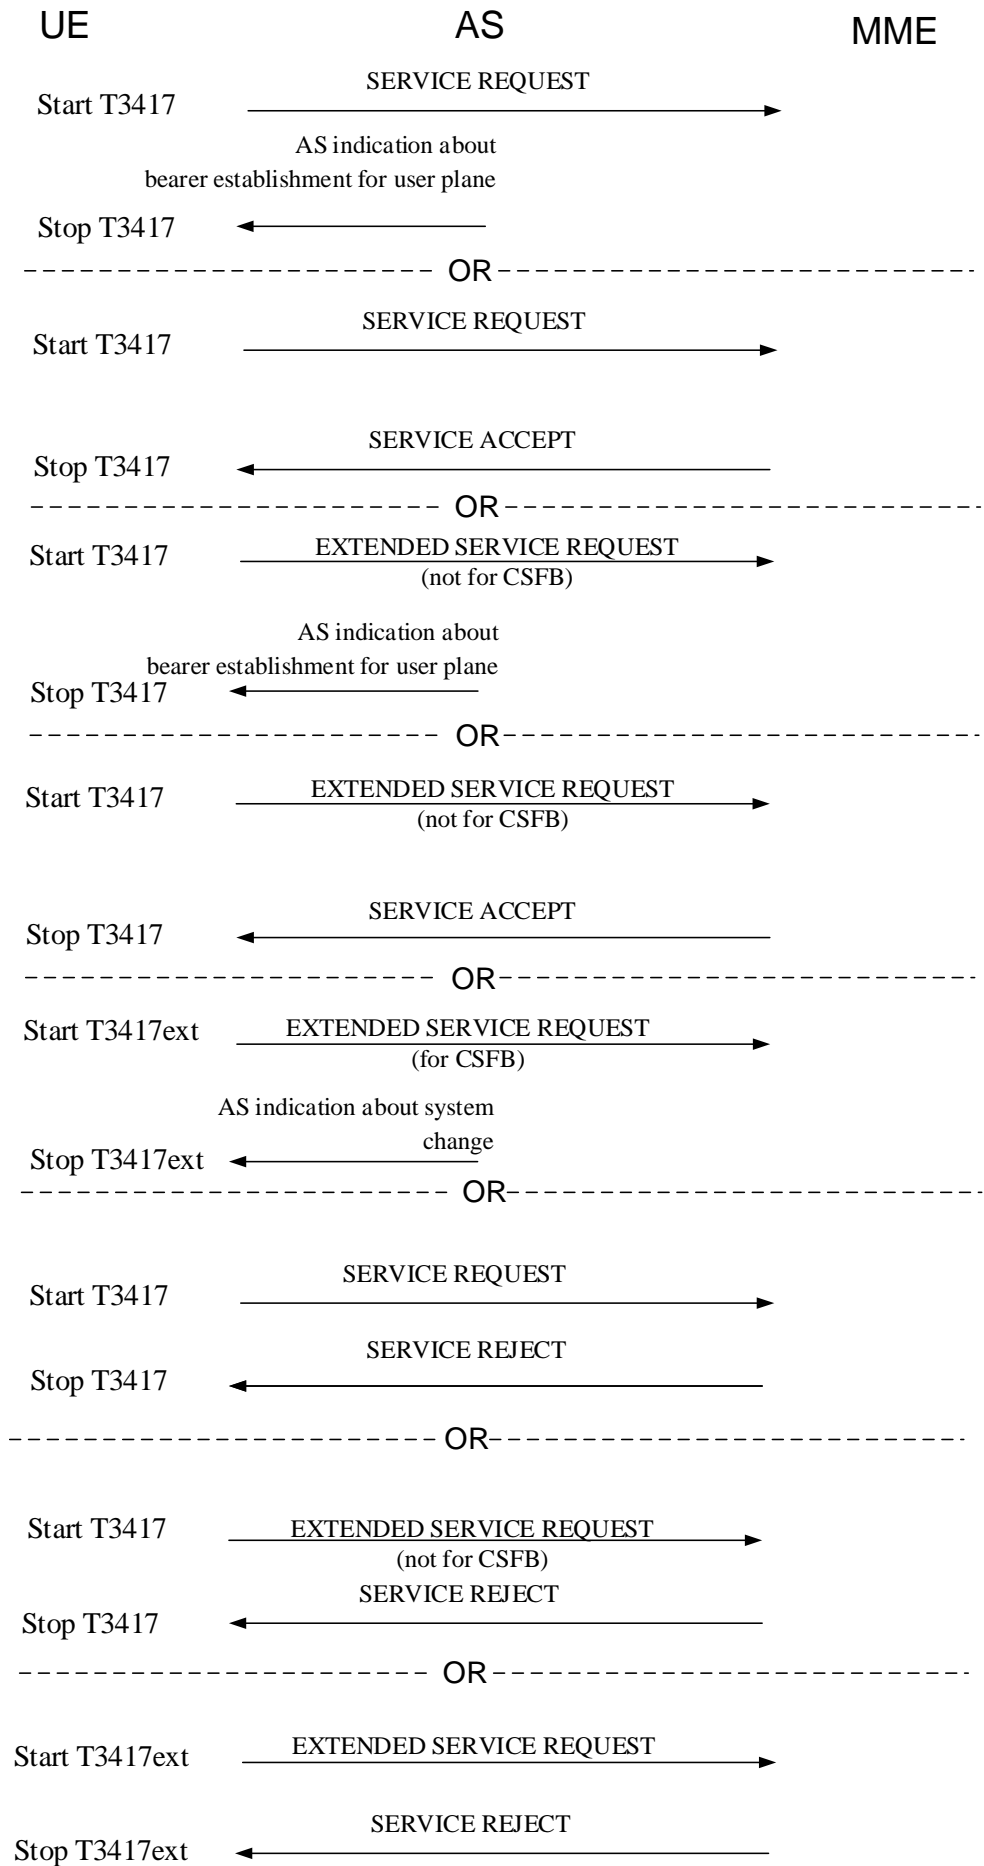 UE AS MME
SERVICE REQUEST
Start T3417
AS indication about
bearer establishment for user plane
Stop T3417
OR
SERVICE REQUEST
Start T3417
SERVICE ACCEPT
Stop T3417
OR
Start T3417 EXTENDED SERVICE REQUEST
(not for CSFB)
AS indication about
bearer establishment for user plane
Stop T3417
OR
Start T3417 EXTENDED SERVICE REQUEST
(not for CSFB)
SERVICE ACCEPT
Stop T3417
OR
Start T3417ext EXTENDED SERVICE REQUEST
(for CSFB)
AS indication about system
change
Stop T3417ext
OR
SERVICE REQUEST
Start T3417
SERVICE REJECT
Stop T3417
OR
Start T3417 EXTENDED SERVICE REQUEST
(not for CSFB)
SERVICE REJECT
Stop T3417
OR
Start T3417ext EXTENDED SERVICE REQUEST
SERVICE REJECT
Stop T3417ext